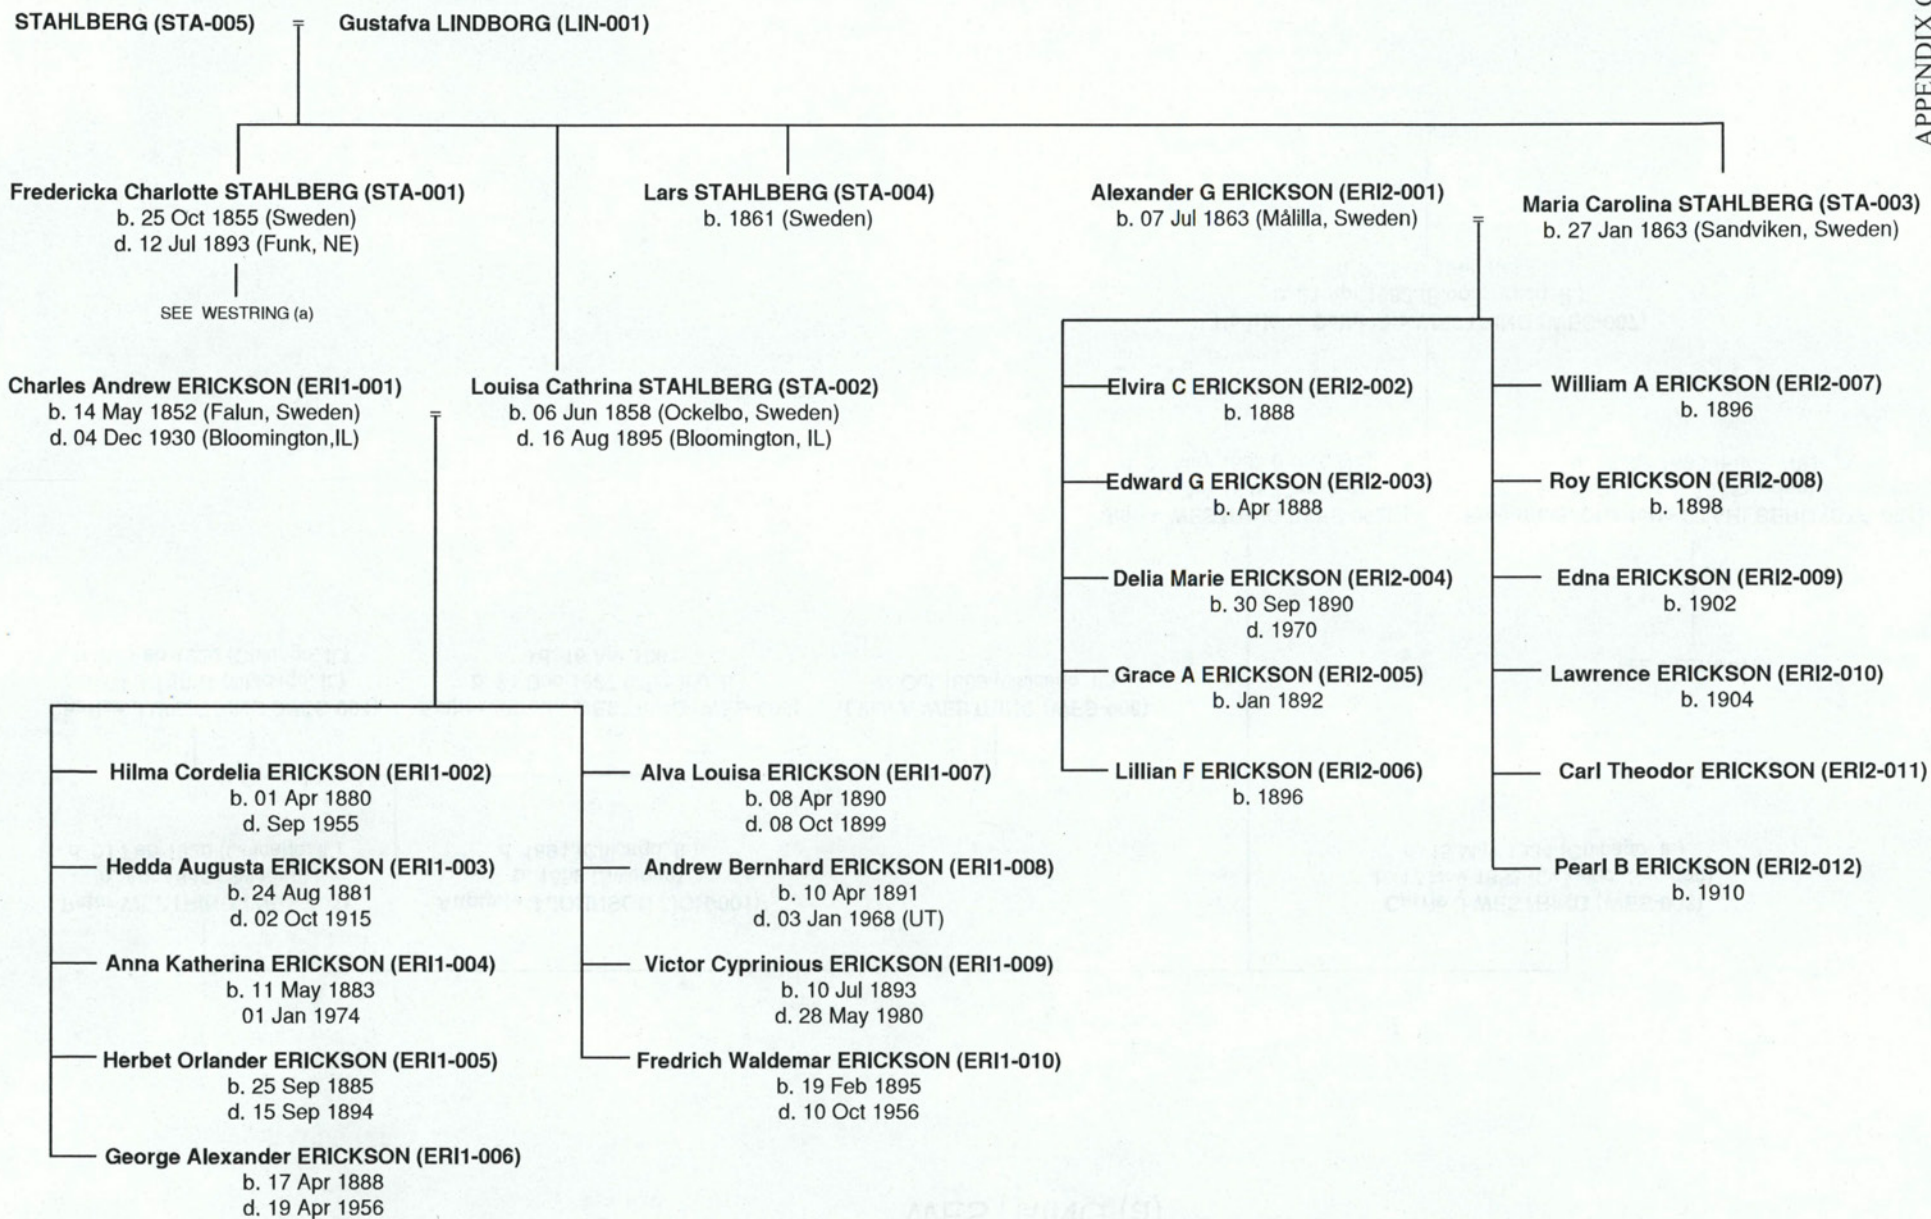 APPENDIX
STAHLBERG (STA-005) = Gustafva LINDBORG (LIN-001)
Fredericka Charlotte STAHLBERG (STA-001)
b. 25 Oct 1855 (Sweden)
d. 12 Jul 1893 (Funk, NE)
SEE WESTRING (a)
Lars STAHLBERG (STA-004)
b. 1861 (Sweden)
Alexander G ERICKSON (ERI2-001)
b. 07 Jul 1863 (Målilla, Sweden)
=
Maria Carolina STAHLBERG (STA-003)
b. 27 Jan 1863 (Sandviken, Sweden)
Charles Andrew ERICKSON (ERI1-001)
b. 14 May 1852 (Falun, Sweden)
d. 04 Dec 1930 (Bloomington,IL)
=
Louisa Cathrina STAHLBERG (STA-002)
b. 06 Jun 1858 (Ockelbo, Sweden)
d. 16 Aug 1895 (Bloomington, IL)
Elvira C ERICKSON (ERI2-002)
b. 1888
Edward G ERICKSON (ERI2-003)
b. Apr 1888
Delia Marie ERICKSON (ERI2-004)
b. 30 Sep 1890
d. 1970
Grace A ERICKSON (ERI2-005)
b. Jan 1892
Lillian F ERICKSON (ERI2-006)
b. 1896
William A ERICKSON (ERI2-007)
b. 1896
Roy ERICKSON (ERI2-008)
b. 1898
Edna ERICKSON (ERI2-009)
b. 1902
Lawrence ERICKSON (ERI2-010)
b. 1904
Carl Theodor ERICKSON (ERI2-011)
Pearl B ERICKSON (ERI2-012)
b. 1910
Hilma Cordelia ERICKSON (ERI1-002)
b. 01 Apr 1880
d. Sep 1955
Hedda Augusta ERICKSON (ERI1-003)
b. 24 Aug 1881
d. 02 Oct 1915
Anna Katherina ERICKSON (ERI1-004)
b. 11 May 1883
01 Jan 1974
Herbet Orlander ERICKSON (ERI1-005)
b. 25 Sep 1885
d. 15 Sep 1894
George Alexander ERICKSON (ERI1-006)
b. 17 Apr 1888
d. 19 Apr 1956
Alva Louisa ERICKSON (ERI1-007)
b. 08 Apr 1890
d. 08 Oct 1899
Andrew Bernhard ERICKSON (ERI1-008)
b. 10 Apr 1891
d. 03 Jan 1968 (UT)
Victor Cyprinious ERICKSON (ERI1-009)
b. 10 Jul 1893
d. 28 May 1980
Fredrich Waldemar ERICKSON (ERI1-010)
b. 19 Feb 1895
d. 10 Oct 1956